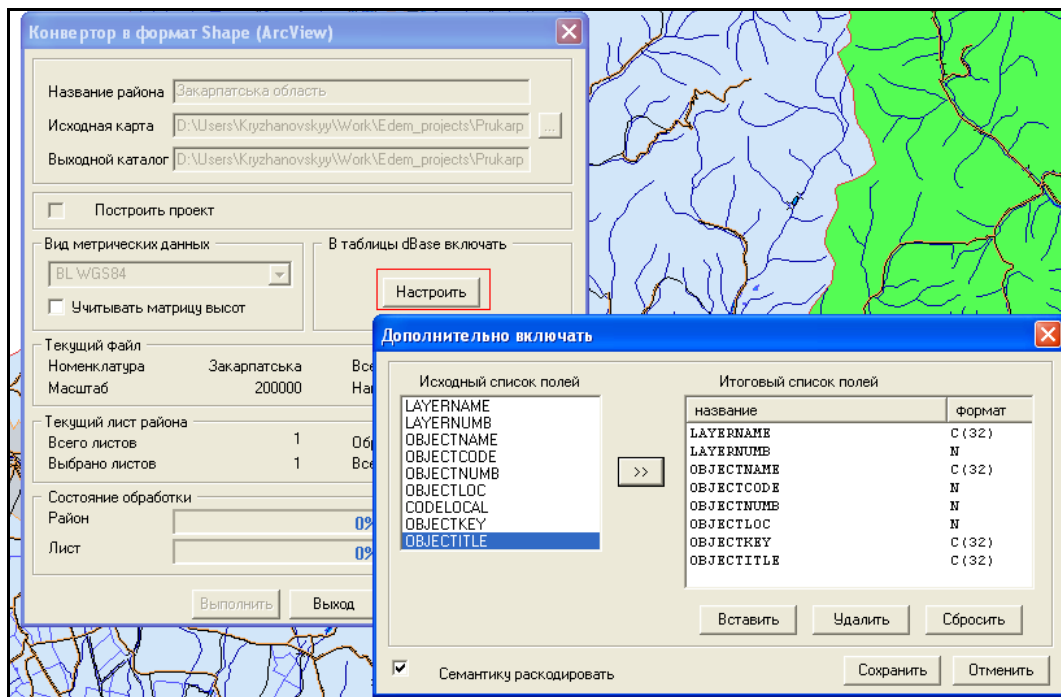 Конвертор в формат Shape (ArcView)
Название района Закарпатська область
Исходная карта D:\Users\Kryzhanovskyy\Work\Edem_projects\Prukarp ...
Выходной каталог D:\Users\Kryzhanovskyy\Work\Edem_projects\Prukarp
Построить проект
Вид метрических данных
BL WGS84
Учитывать матрицу высот
В таблицы dBase включать
Настроить
Текущий файл
Номенклатура Закарпатська Все
Масштаб 200000
Текущий лист района
Всего листов 1
Выбрано листов 1 Все
Состояние обработки
Район 0%
Лист 0%
Выполнить Выход
Дополнительно включать
Исходный список полей
LAYERNAME
LAYERNUMB
OBJECTNAME
OBJECTCODE
OBJECTNUMB
OBJECTLOC
CODELOCAL
OBJECTKEY
OBJECTITLE
>>
Итоговый список полей
название формат
LAYERNAME C(32)
LAYERNUMB N
OBJECTNAME C(32)
OBJECTCODE N
OBJECTNUMB N
OBJECTLOC N
OBJECTKEY C(32)
OBJECTITLE C(32)
Вставить Удалить Сбросить
Семантику раскодировать
Сохранить Отменить